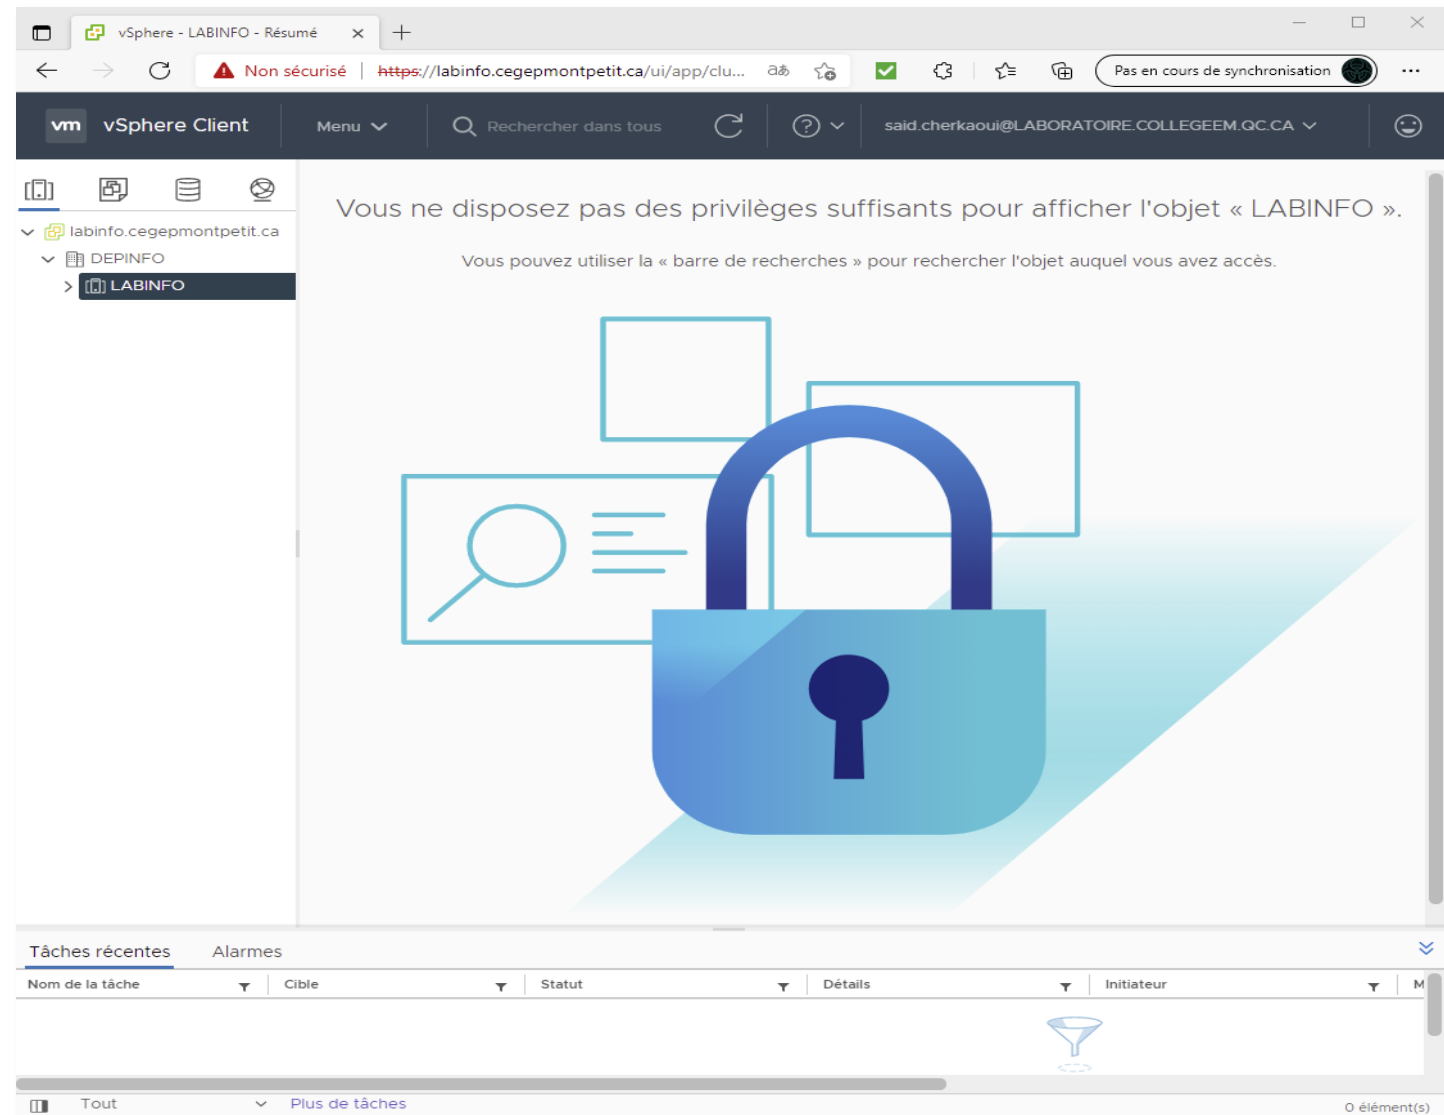 vSphere - LABINFO - Résumé
Non sécurisé https://labinfo.cegepmontpetit.ca/ui/app/clu... Pas en cours de synchronisation
vm vSphere Client Menu Rechercher dans tous said.cherkaoui@LABORATOIRE.COLLEGEEM.QC.CA
labinfo.cegepmontpetit.ca
DEPINFO
LABINFO
Vous ne disposez pas des privilèges suffisants pour afficher l'objet « LABINFO ».
Vous pouvez utiliser la « barre de recherches » pour rechercher l'objet auquel vous avez accès.
Tâches récentes Alarmes
Nom de la tâche Cible Statut Détails Initiateur M
Tout Plus de tâches 0 élément(s)